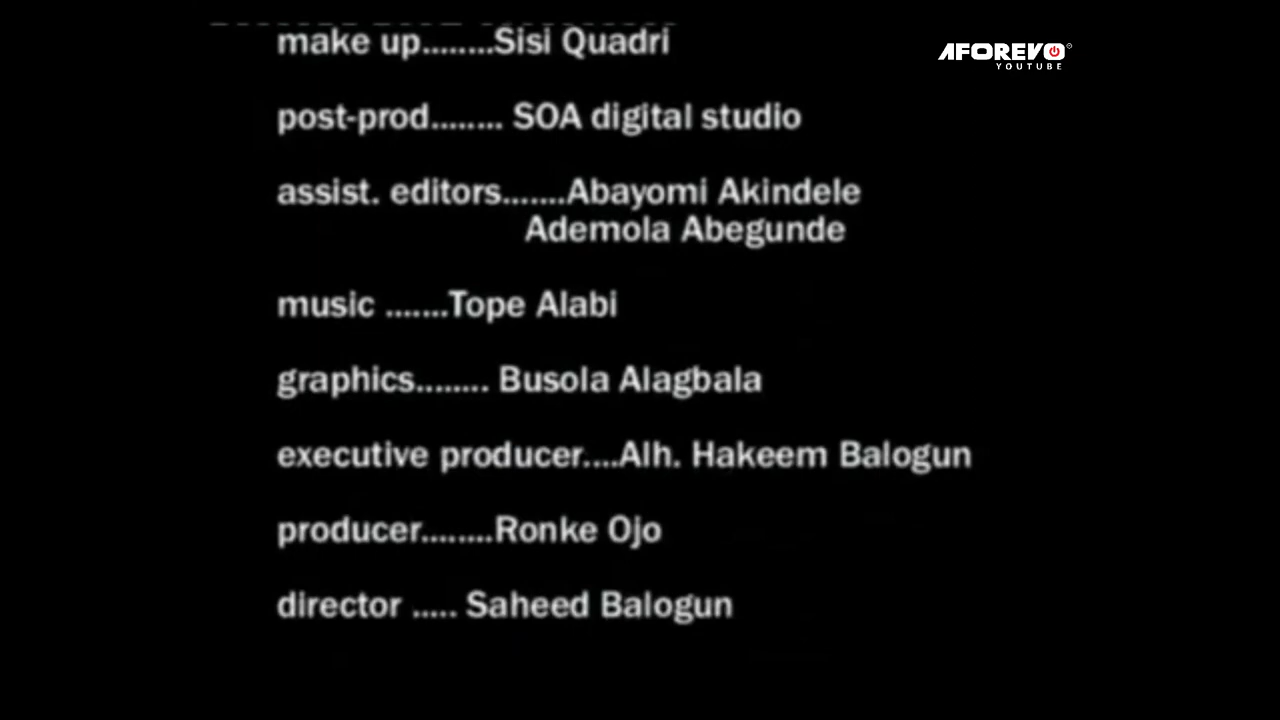 make up........Sisi Quadri
AFOREVO
YOUTUBE
post-prod........ SOA digital studio
assist. editors.......Abayomi Akindele
Ademola Abegunde
music .......Tope Alabi
graphics........ Busola Alagbala
executive producer....Alh. Hakeem Balogun
producer........Ronke Ojo
director ..... Saheed Balogun